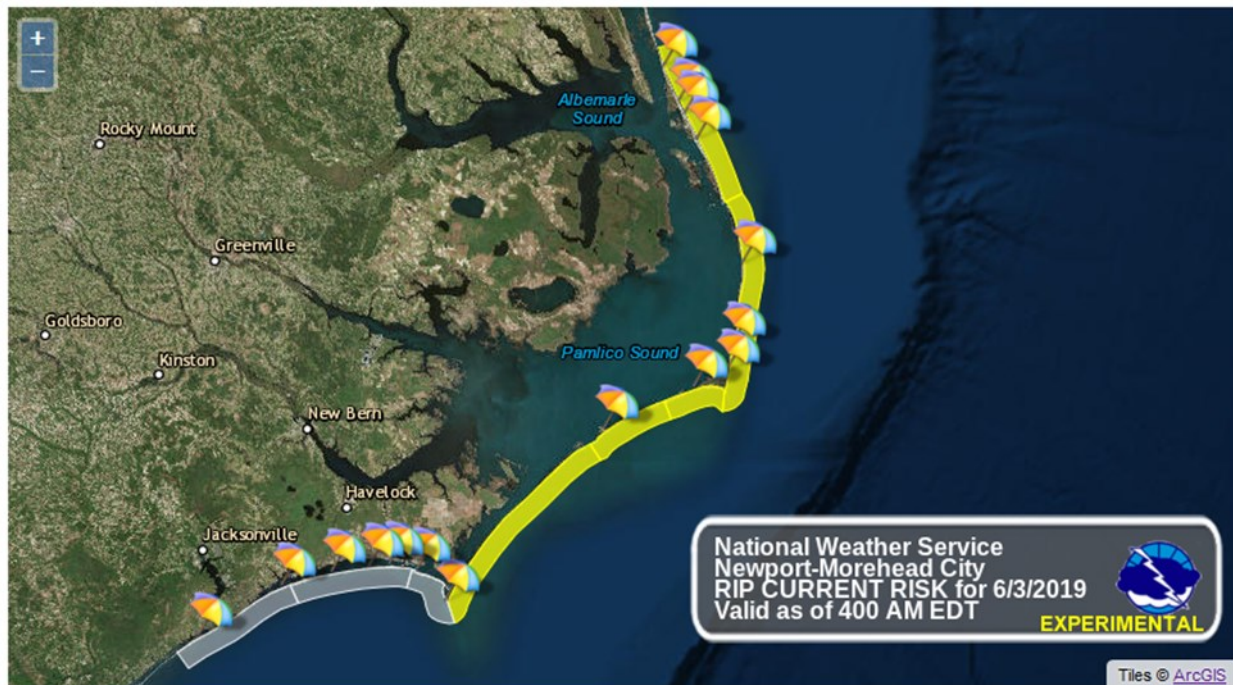 +
−
Albemarle
Sound
Rocky Mount
Greenville
Goldsboro
Pamlico Sound
Kinston
New Bern
Havelock
Jacksonville
National Weather Service
Newport-Morehead City
RIP CURRENT RISK for 6/3/2019
Valid as of 400 AM EDT
EXPERIMENTAL
Tiles © ArcGIS